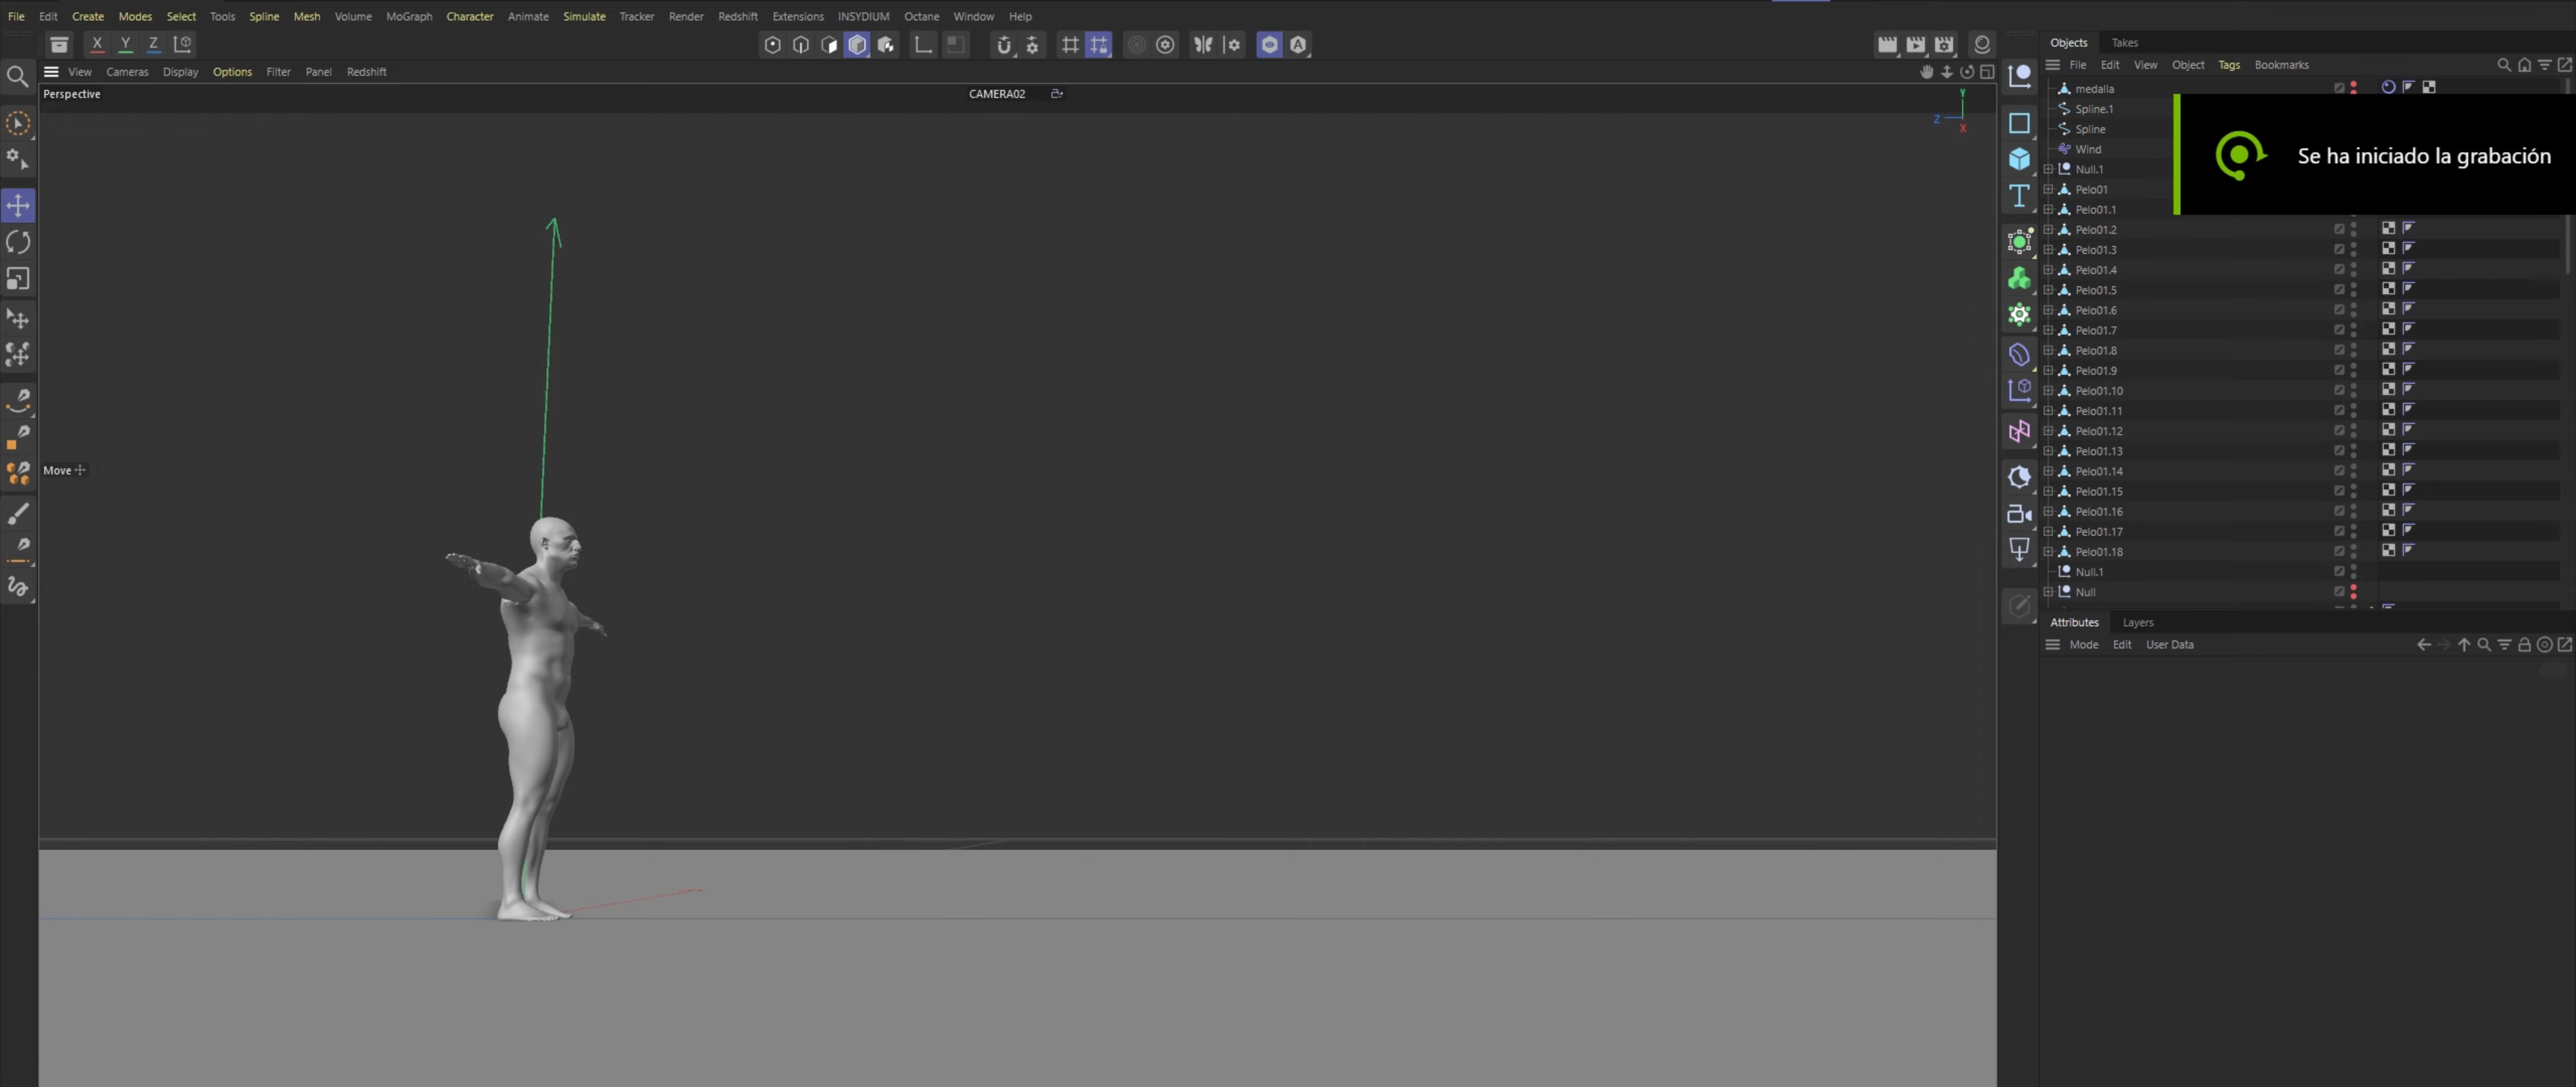 File Edit Create Modes Select Tools Spline Mesh Volume MoGraph Character Animate Simulate Tracker Render Redshift Extensions INSYDIUM Octane Window Help
X Y Z
Objects Takes
View Cameras Display Options Filter Panel Redshift
File Edit View Object Tags Bookmarks
Perspective
CAMERA02
Y
Z
X
Move
medalla
Spline.1
Spline
Wind
Null.1
Pelo01
Pelo01.1
Pelo01.2
Pelo01.3
Pelo01.4
Pelo01.5
Pelo01.6
Pelo01.7
Pelo01.8
Pelo01.9
Pelo01.10
Pelo01.11
Pelo01.12
Pelo01.13
Pelo01.14
Pelo01.15
Pelo01.16
Pelo01.17
Pelo01.18
Null.1
Null
Se ha iniciado la grabación
Attributes Layers
Mode Edit User Data